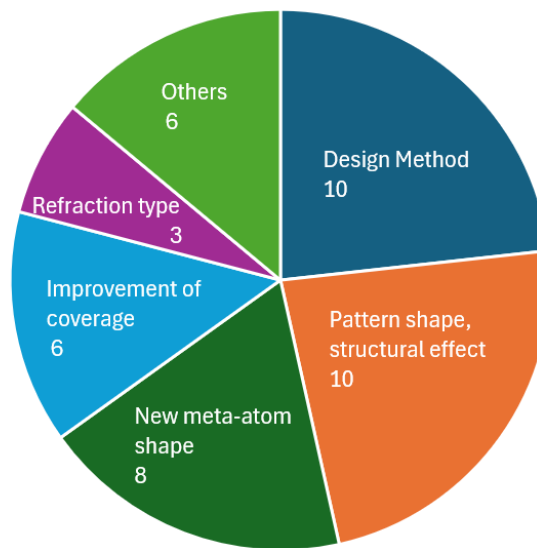 Others
6
Design Method
10
Refraction type
3
Improvement of
coverage
6
Pattern shape,
structural effect
10
New meta-atom
shape
8